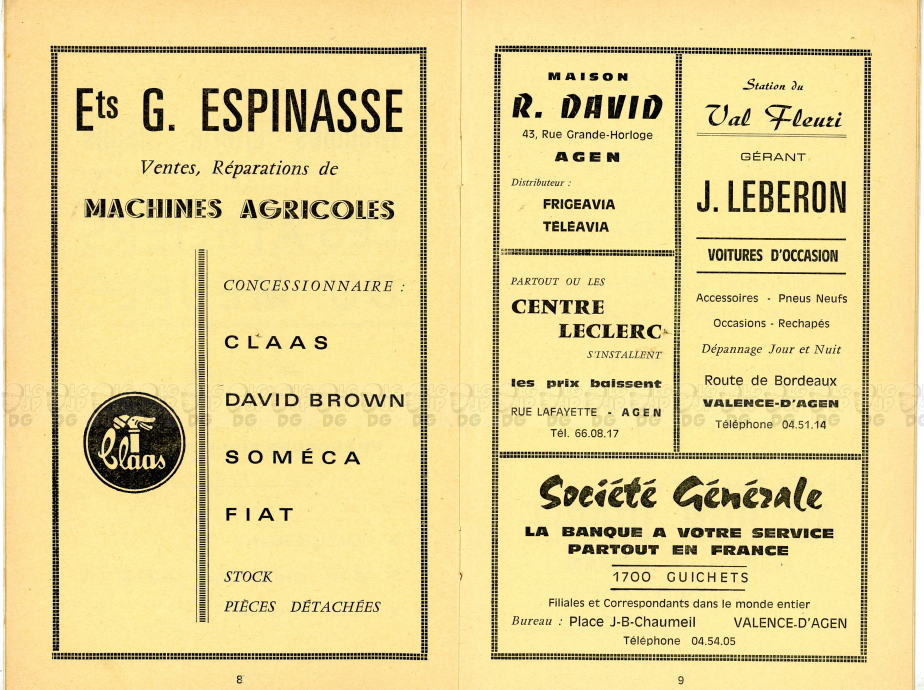 Ets G. ESPINASSE
Ventes, Réparations de
MACHINES AGRICOLES
CONCESSIONNAIRE :
CLAAS
DAVID BROWN
SOMÉCA
FIAT
Claas
STOCK
PIÈCES DÉTACHÉES
8
MAISON
R. DAVID
43, Rue Grande-Horloge
AGEN
Distributeur :
FRIGEAVIA
TÉLÉAVIA
PARTOUT OU LES
CENTRE
LECLERC
S'INSTALLENT
les prix baissent
RUE LAFAYETTE - AGEN
Tél. 66.08.17
Station du
Val Fleuri
GÉRANT
J. LEBERON
VOITURES D'OCCASION
Accessoires - Pneus Neufs
Occasions - Rechapés
Dépannage Jour et Nuit
Route de Bordeaux
VALENCE-D'AGEN
Téléphone 04.51.14
Société Générale
LA BANQUE A VOTRE SERVICE
PARTOUT EN FRANCE
1700 GUICHETS
Filiales et Correspondants dans le monde entier
Bureau : Place J-B-Chaumeil VALENCE-D'AGEN
Téléphone 04.54.05
9